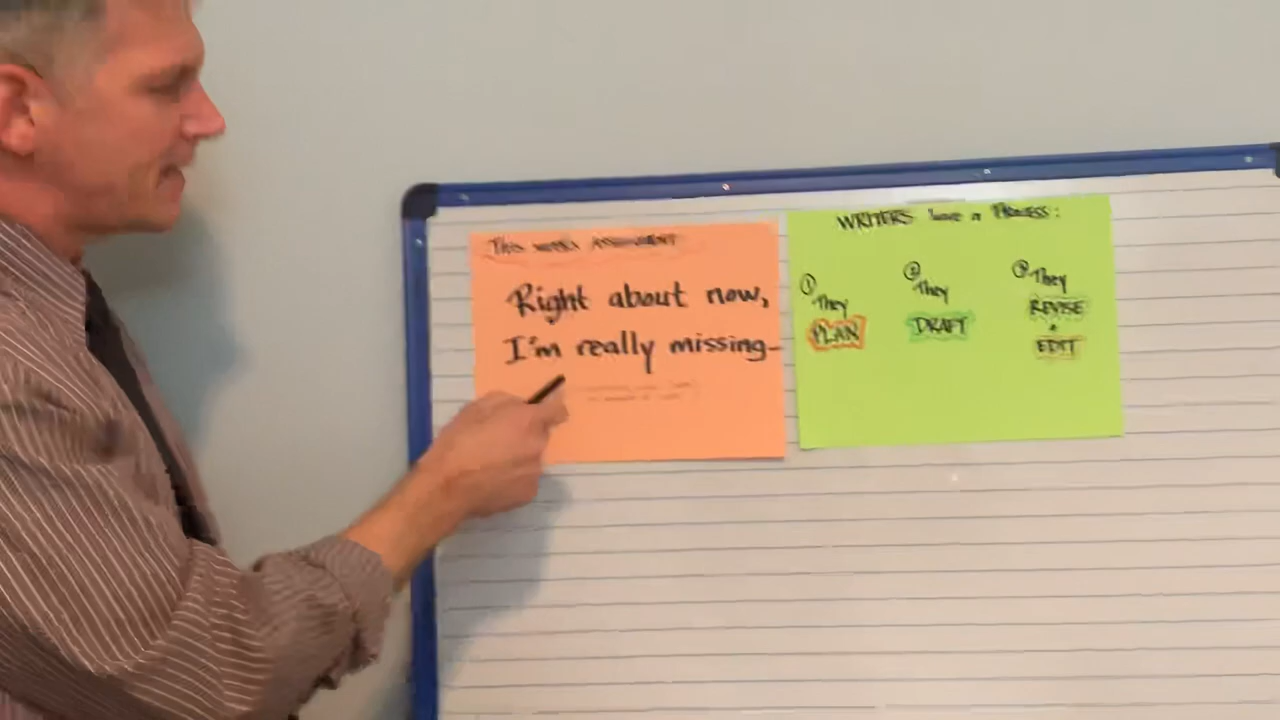 THIS WEEK'S ASSIGNMENT
Right about now,
I'm really missing
WRITERS have a PROCESS:
① They
PLAN
② They
DRAFT
③ They
REVISE
+
EDIT